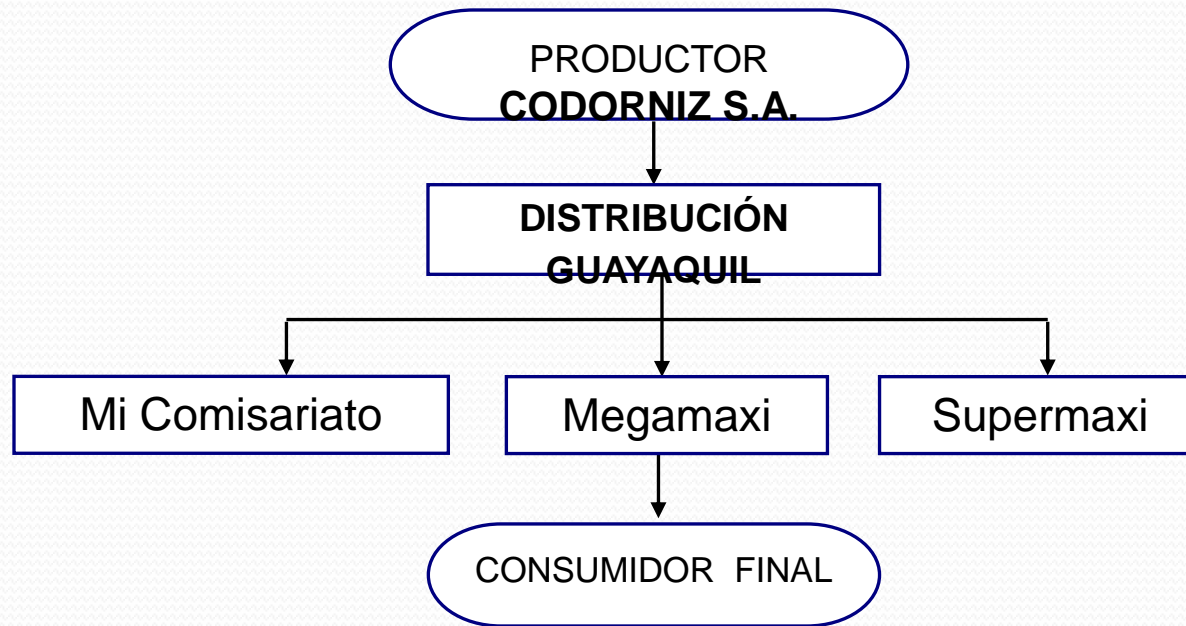 PRODUCTOR
CODORNIZ S.A.
DISTRIBUCIÓN
GUAYAQUIL
Mi Comisariato
Megamaxi
Supermaxi
CONSUMIDOR FINAL